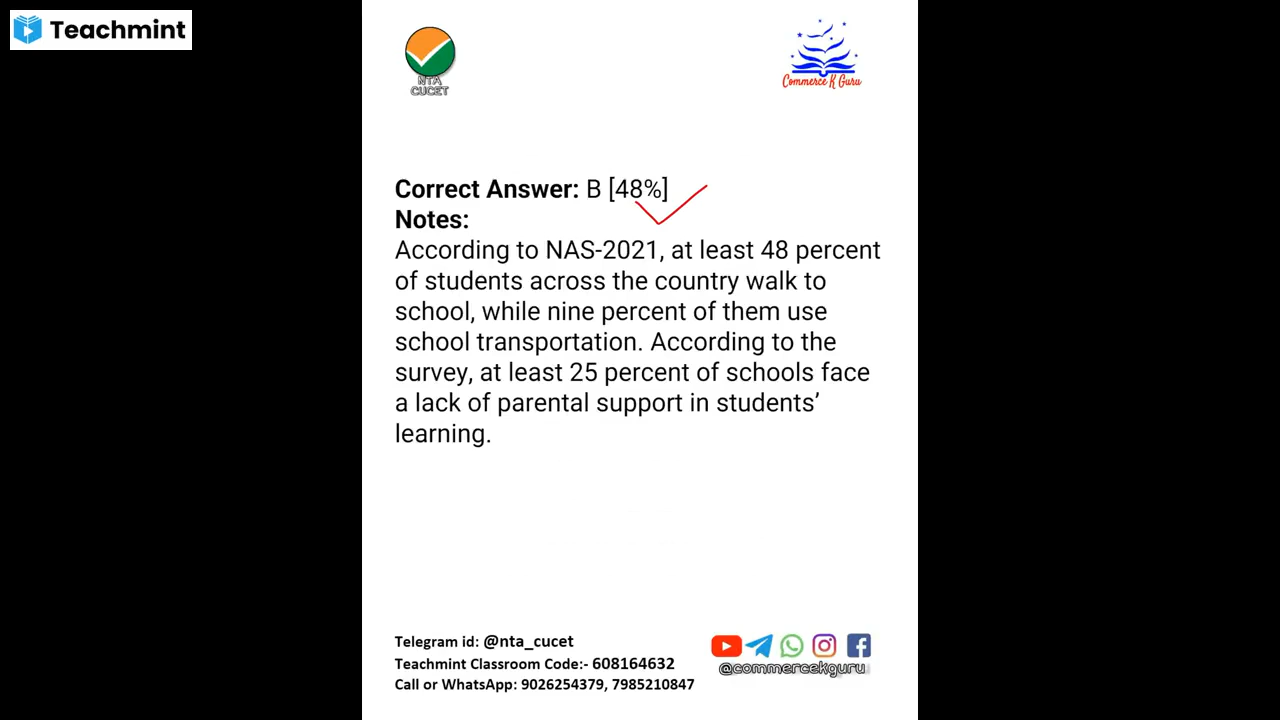 Teachmint
NTA
CUCET
Commerce K Guru
Correct Answer: B [48%]
Notes:
According to NAS-2021, at least 48 percent
of students across the country walk to
school, while nine percent of them use
school transportation. According to the
survey, at least 25 percent of schools face
a lack of parental support in students’
learning.
Telegram id: @nta_cucet
Teachmint Classroom Code:- 608164632
Call or WhatsApp: 9026254379, 7985210847
@commercekguru